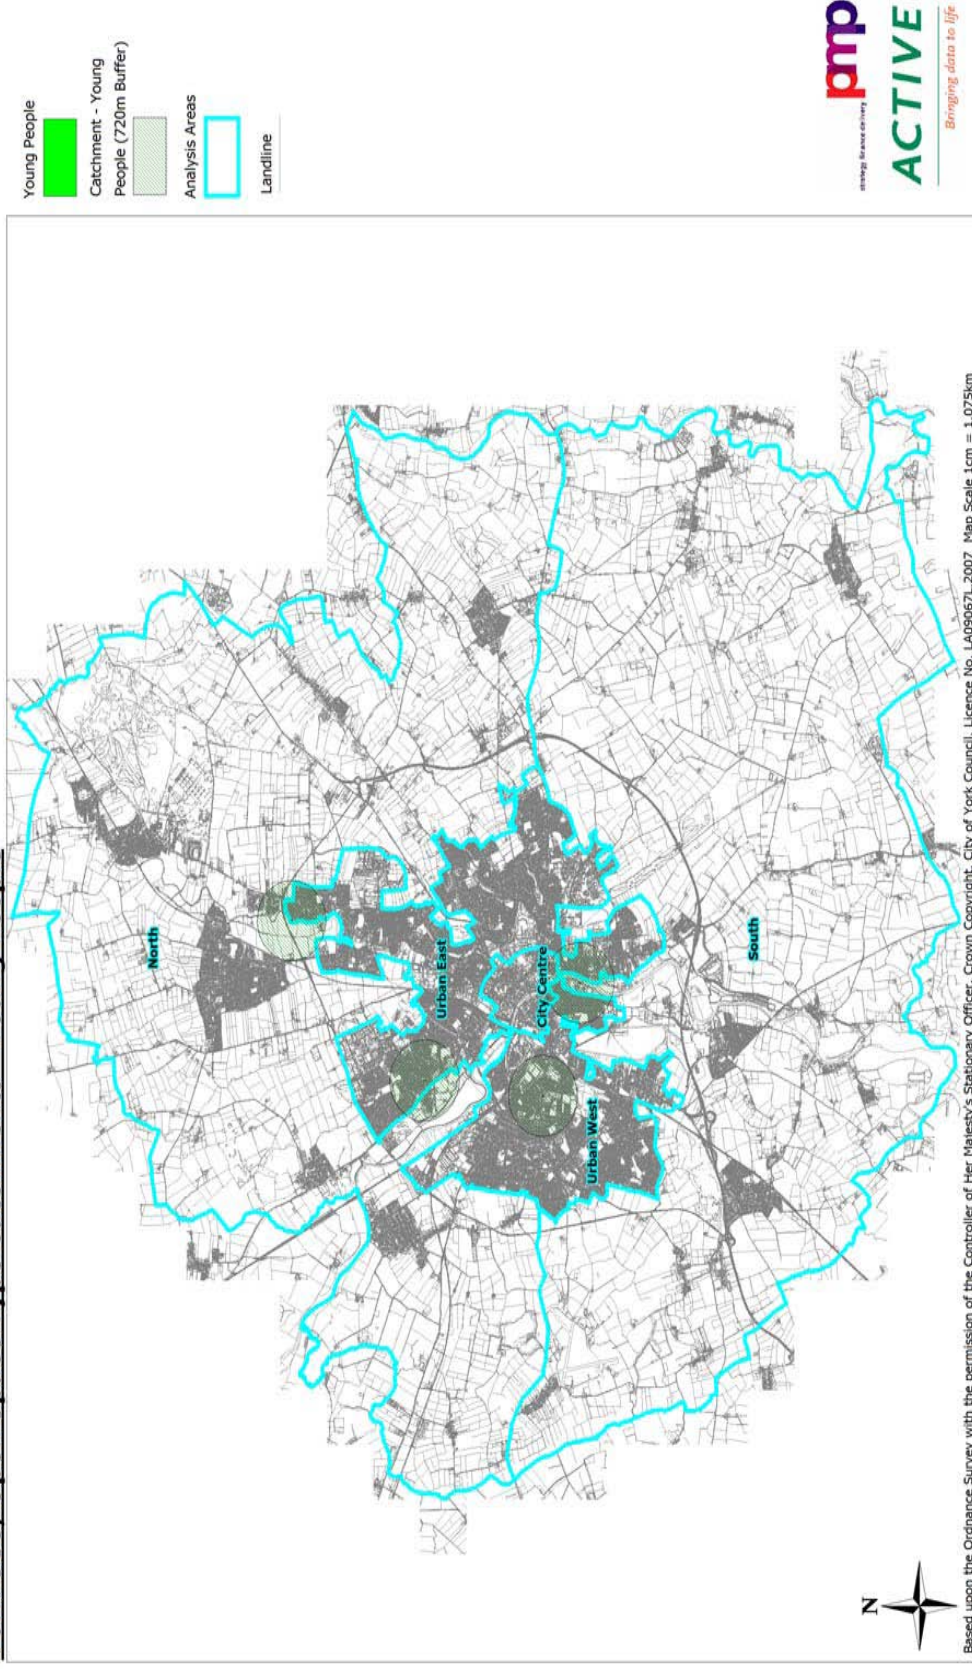 Young People
Catchment - Young
People (720m Buffer)
Analysis Areas
Landline
North
Urban East
City Centre
Urban West
South
N
strategy finance delivery
pmp
ACTIVE
Bringing data to life
Based upon the Ordnance Survey with the permission of the Controller of Her Majesty's Stationary Officer, Crown Copyright, City of York Council, Licence No. LA09067L 2007 Map Scale 1cm = 1.075km